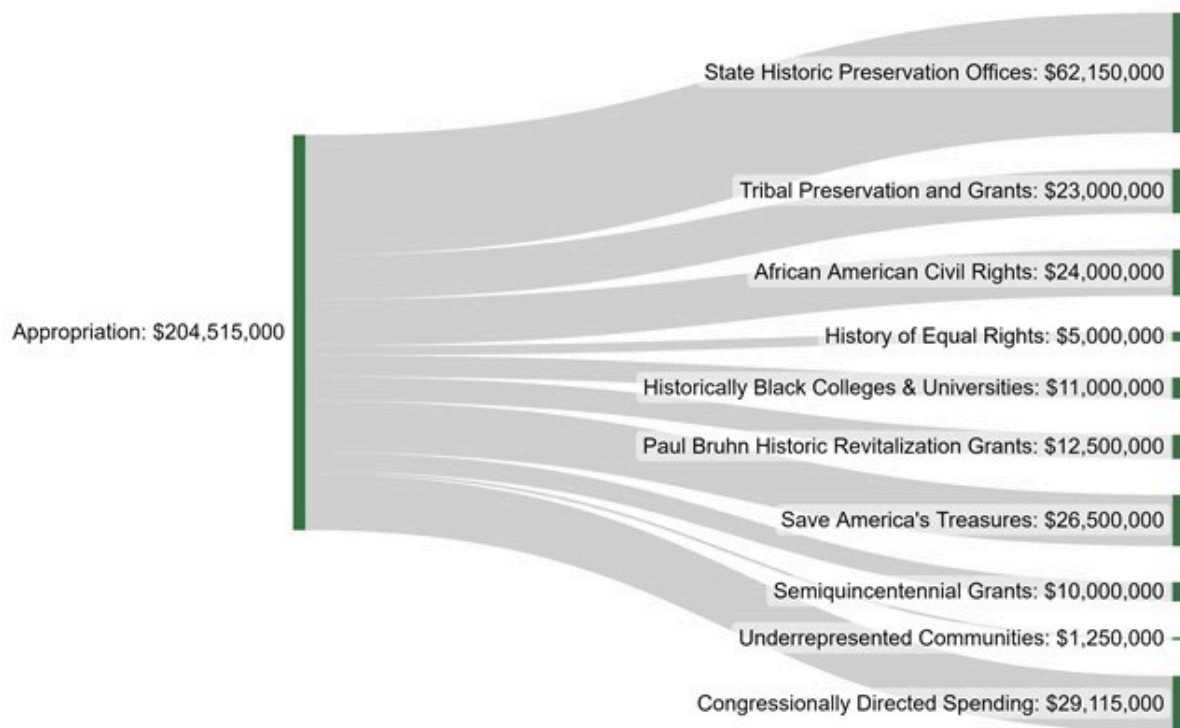 State Historic Preservation Offices: $62,150,000
Tribal Preservation and Grants: $23,000,000
African American Civil Rights: $24,000,000
Appropriation: $204,515,000
History of Equal Rights: $5,000,000
Historically Black Colleges & Universities: $11,000,000
Paul Bruhn Historic Revitalization Grants: $12,500,000
Save America's Treasures: $26,500,000
Semiquincentennial Grants: $10,000,000
Underrepresented Communities: $1,250,000
Congressionally Directed Spending: $29,115,000